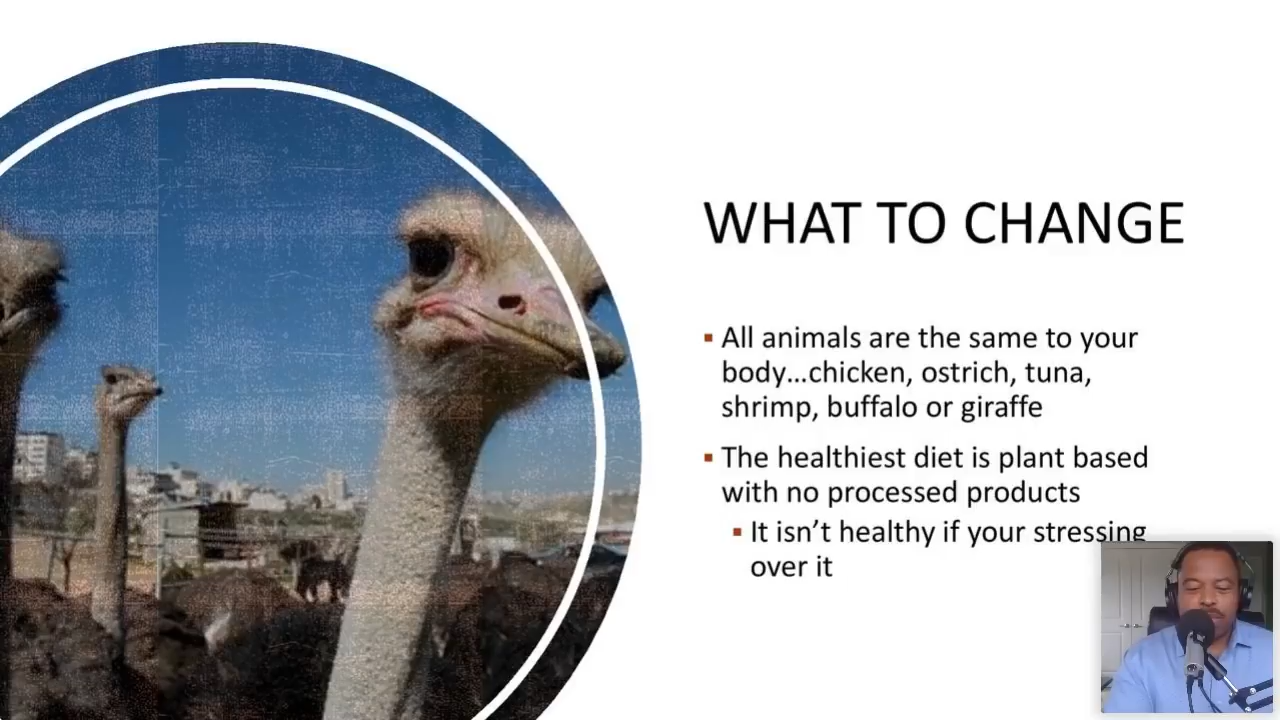 WHAT TO CHANGE
▪ All animals are the same to your
body...chicken, ostrich, tuna,
shrimp, buffalo or giraffe
▪ The healthiest diet is plant based
with no processed products
▪ It isn't healthy if your stressing
over it